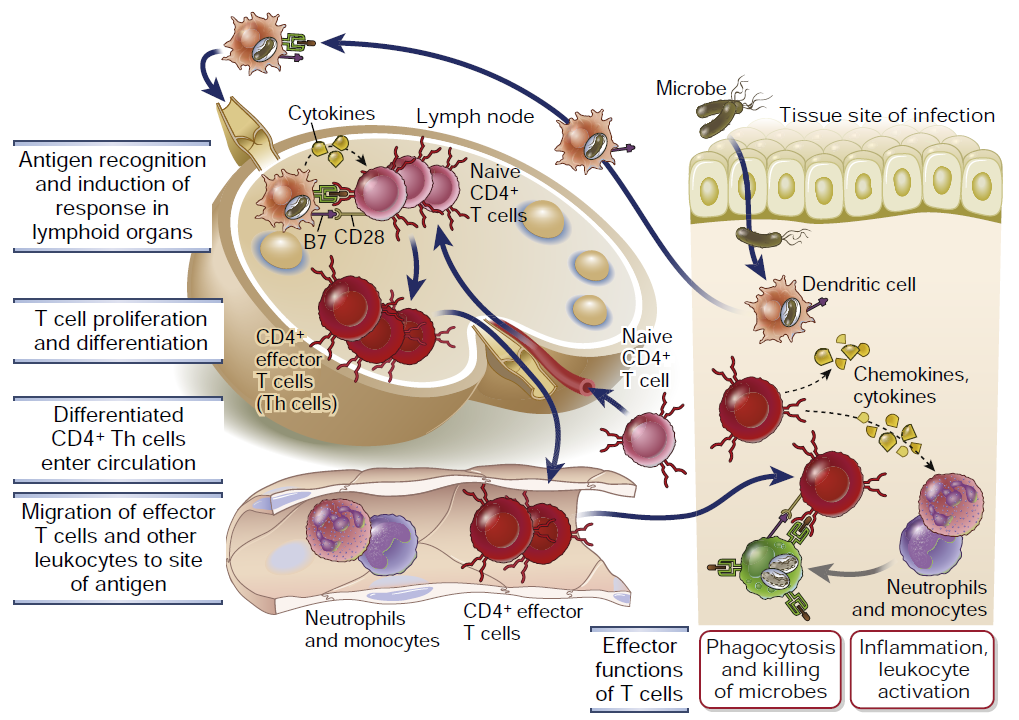 Microbe
Tissue site of infection
Cytokines
Lymph node
Antigen recognition
and induction of
response in
lymphoid organs
Naive
CD4+
T cells
B7
CD28
Dendritic cell
T cell proliferation
and differentiation
CD4+
effector
T cells
(Th cells)
Naive
CD4+
T cell
Chemokines,
cytokines
Differentiated
CD4+ Th cells
enter circulation
Migration of effector
T cells and other
leukocytes to site
of antigen
Neutrophils
and monocytes
CD4+ effector
T cells
Neutrophils
and monocytes
Effector
functions
of T cells
Phagocytosis
and killing
of microbes
Inflammation,
leukocyte
activation